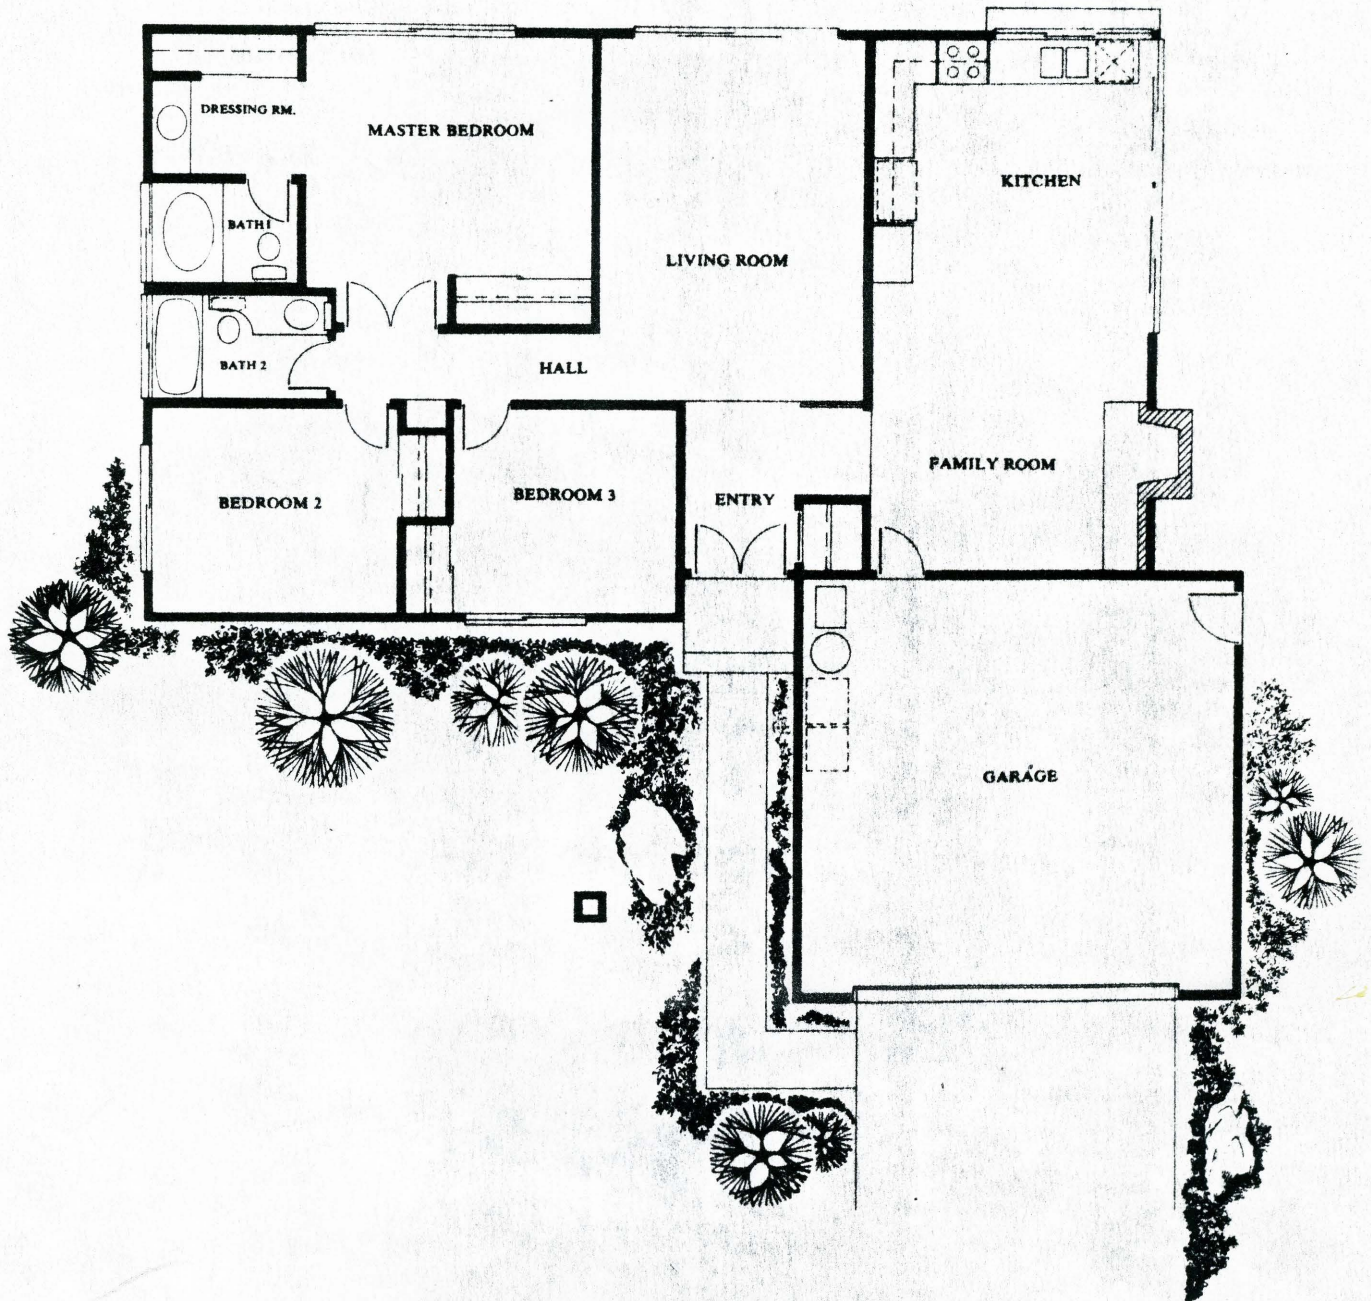 DRESSING RM.
MASTER BEDROOM
KITCHEN
BATH 1
LIVING ROOM
BATH 2
HALL
FAMILY ROOM
BEDROOM 2
BEDROOM 3
ENTRY
GARAGE